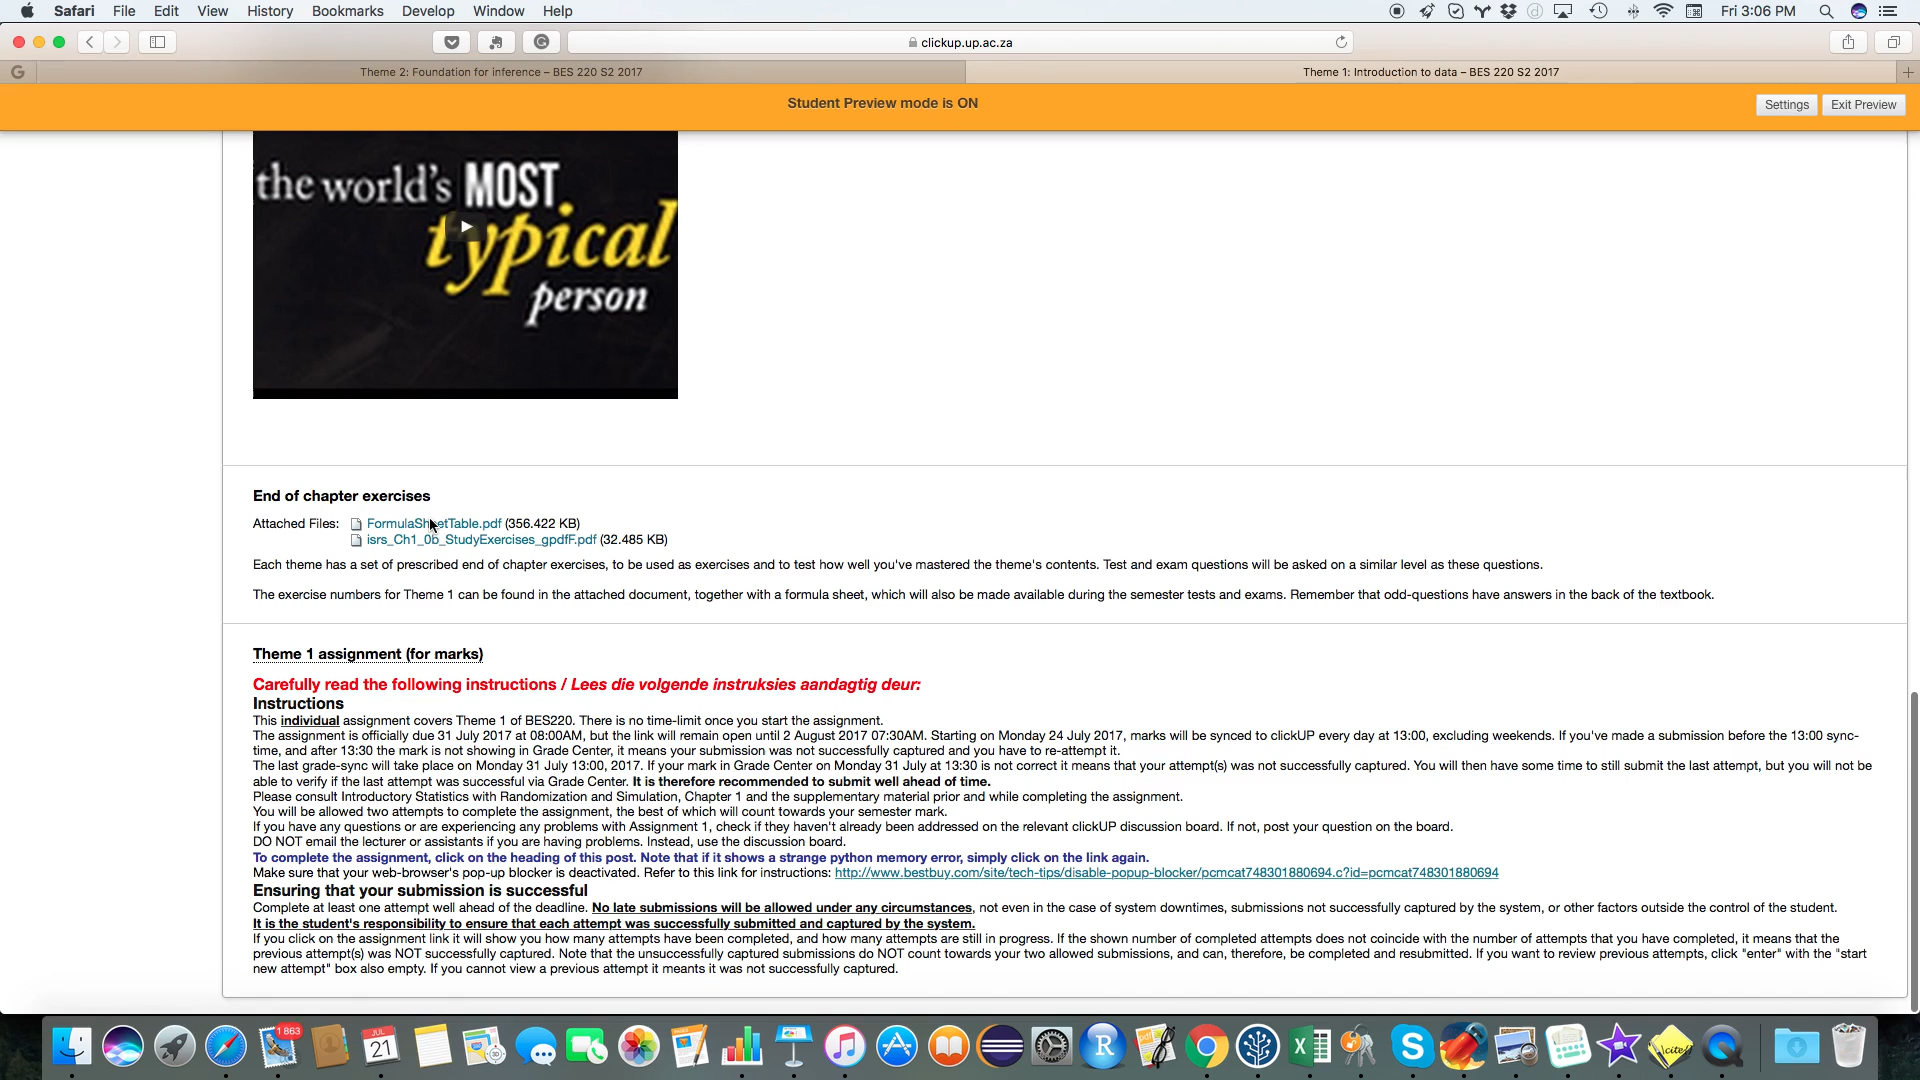 Safari File Edit View History Bookmarks Develop Window Help Fri 3:06 PM
clickup.up.ac.za
G Theme 2: Foundation for inference – BES 220 S2 2017 Theme 1: Introduction to data – BES 220 S2 2017
Student Preview mode is ON Settings Exit Preview
the world's MOST
typical
person
End of chapter exercises
Attached Files: FormulaSheetTable.pdf (356.422 KB)
isrs_Ch1_0b_StudyExercises_gpdfF.pdf (32.485 KB)
Each theme has a set of prescribed end of chapter exercises, to be used as exercises and to test how well you've mastered the theme's contents. Test and exam questions will be asked on a similar level as these questions.
The exercise numbers for Theme 1 can be found in the attached document, together with a formula sheet, which will also be made available during the semester tests and exams. Remember that odd-questions have answers in the back of the textbook.
Theme 1 assignment (for marks)
Carefully read the following instructions / Lees die volgende instruksies aandagtig deur:
Instructions
This individual assignment covers Theme 1 of BES220. There is no time-limit once you start the assignment.
The assignment is officially due 31 July 2017 at 08:00AM, but the link will remain open until 2 August 2017 07:30AM. Starting on Monday 24 July 2017, marks will be synced to clickUP every day at 13:00, excluding weekends. If you've made a submission before the 13:00 sync-
time, and after 13:30 the mark is not showing in Grade Center, it means your submission was not successfully captured and you have to re-attempt it.
The last grade-sync will take place on Monday 31 July 13:00, 2017. If your mark in Grade Center on Monday 31 July at 13:30 is not correct it means that your attempt(s) was not successfully captured. You will then have some time to still submit the last attempt, but you will not be
able to verify if the last attempt was successful via Grade Center. It is therefore recommended to submit well ahead of time.
Please consult Introductory Statistics with Randomization and Simulation, Chapter 1 and the supplementary material prior and while completing the assignment.
You will be allowed two attempts to complete the assignment, the best of which will count towards your semester mark.
If you have any questions or are experiencing any problems with Assignment 1, check if they haven't already been addressed on the relevant clickUP discussion board. If not, post your question on the board.
DO NOT email the lecturer or assistants if you are having problems. Instead, use the discussion board.
To complete the assignment, click on the heading of this post. Note that if it shows a strange python memory error, simply click on the link again.
Make sure that your web-browser's pop-up blocker is deactivated. Refer to this link for instructions: http://www.bestbuy.com/site/tech-tips/disable-popup-blocker/pcmcat748301880694.c?id=pcmcat748301880694
Ensuring that your submission is successful
Complete at least one attempt well ahead of the deadline. No late submissions will be allowed under any circumstances, not even in the case of system downtimes, submissions not successfully captured by the system, or other factors outside the control of the student.
It is the student's responsibility to ensure that each attempt was successfully submitted and captured by the system.
If you click on the assignment link it will show you how many attempts have been completed, and how many attempts are still in progress. If the shown number of completed attempts does not coincide with the number of attempts that you have completed, it means that the
previous attempt(s) was NOT successfully captured. Note that the unsuccessfully captured submissions do NOT count towards your two allowed submissions, and can, therefore, be completed and resubmitted. If you want to review previous attempts, click "enter" with the "start
new attempt" box also empty. If you cannot view a previous attempt it meants it was not successfully captured.
1 863
JUL
21
PAGES
R
X
S
cite